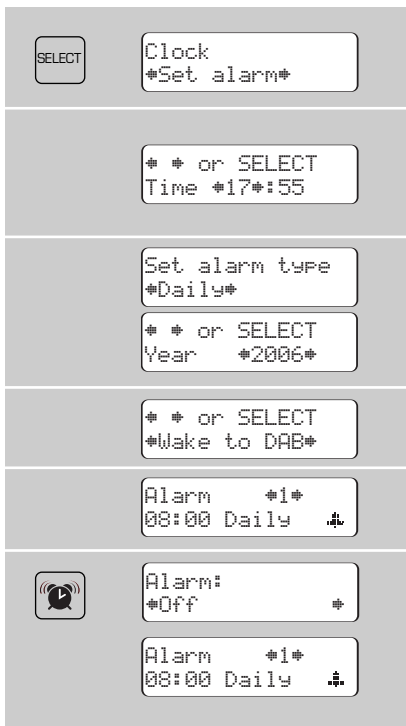 SELECT
Clock
Set alarm
or SELECT
Time 17:55
Set alarm type
Daily
or SELECT
Year 2006
or SELECT
Wake to DAB
Alarm 1
08:00 Daily
Alarm:
Off
Alarm 1
08:00 Daily